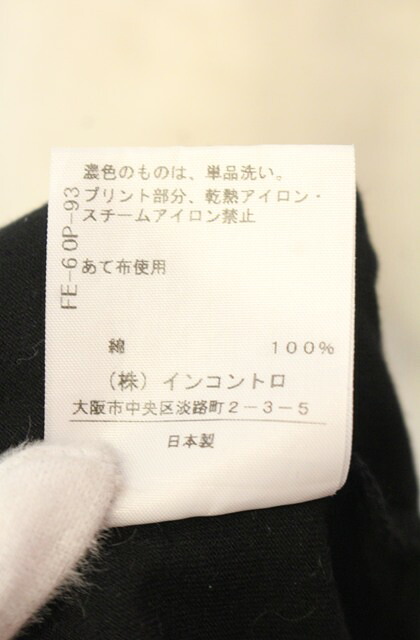 濃色のものは、単品洗い。
プリント部分、乾熱アイロン・
スチームアイロン禁止
あて布使用
FE-60P-93
綿 100%
(株) インコントロ
大阪市中央区淡路町2-3-5
日本製